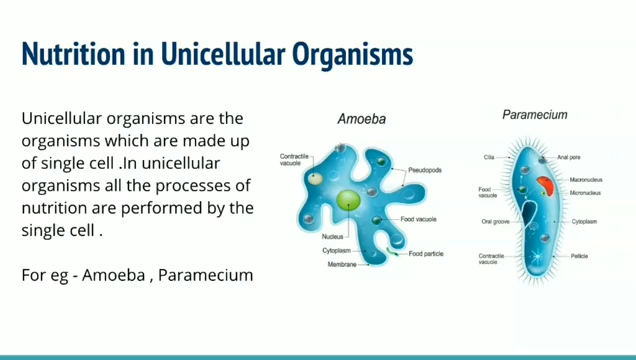 Nutrition in Unicellular Organisms
Unicellular organisms are the
organisms which are made up
of single cell .In unicellular
organisms all the processes of
nutrition are performed by the
single cell .
For eg - Amoeba , Paramecium
Amoeba
Contractile
vacuole
Pseudopods
Food vacuole
Nucleus
Cytoplasm
Food particle
Membrane
Paramecium
Cilia
Anal pore
Macronucleus
Food
vacuole
Micronucleus
Oral groove
Cytoplasm
Contractile
vacuole
Pellicle